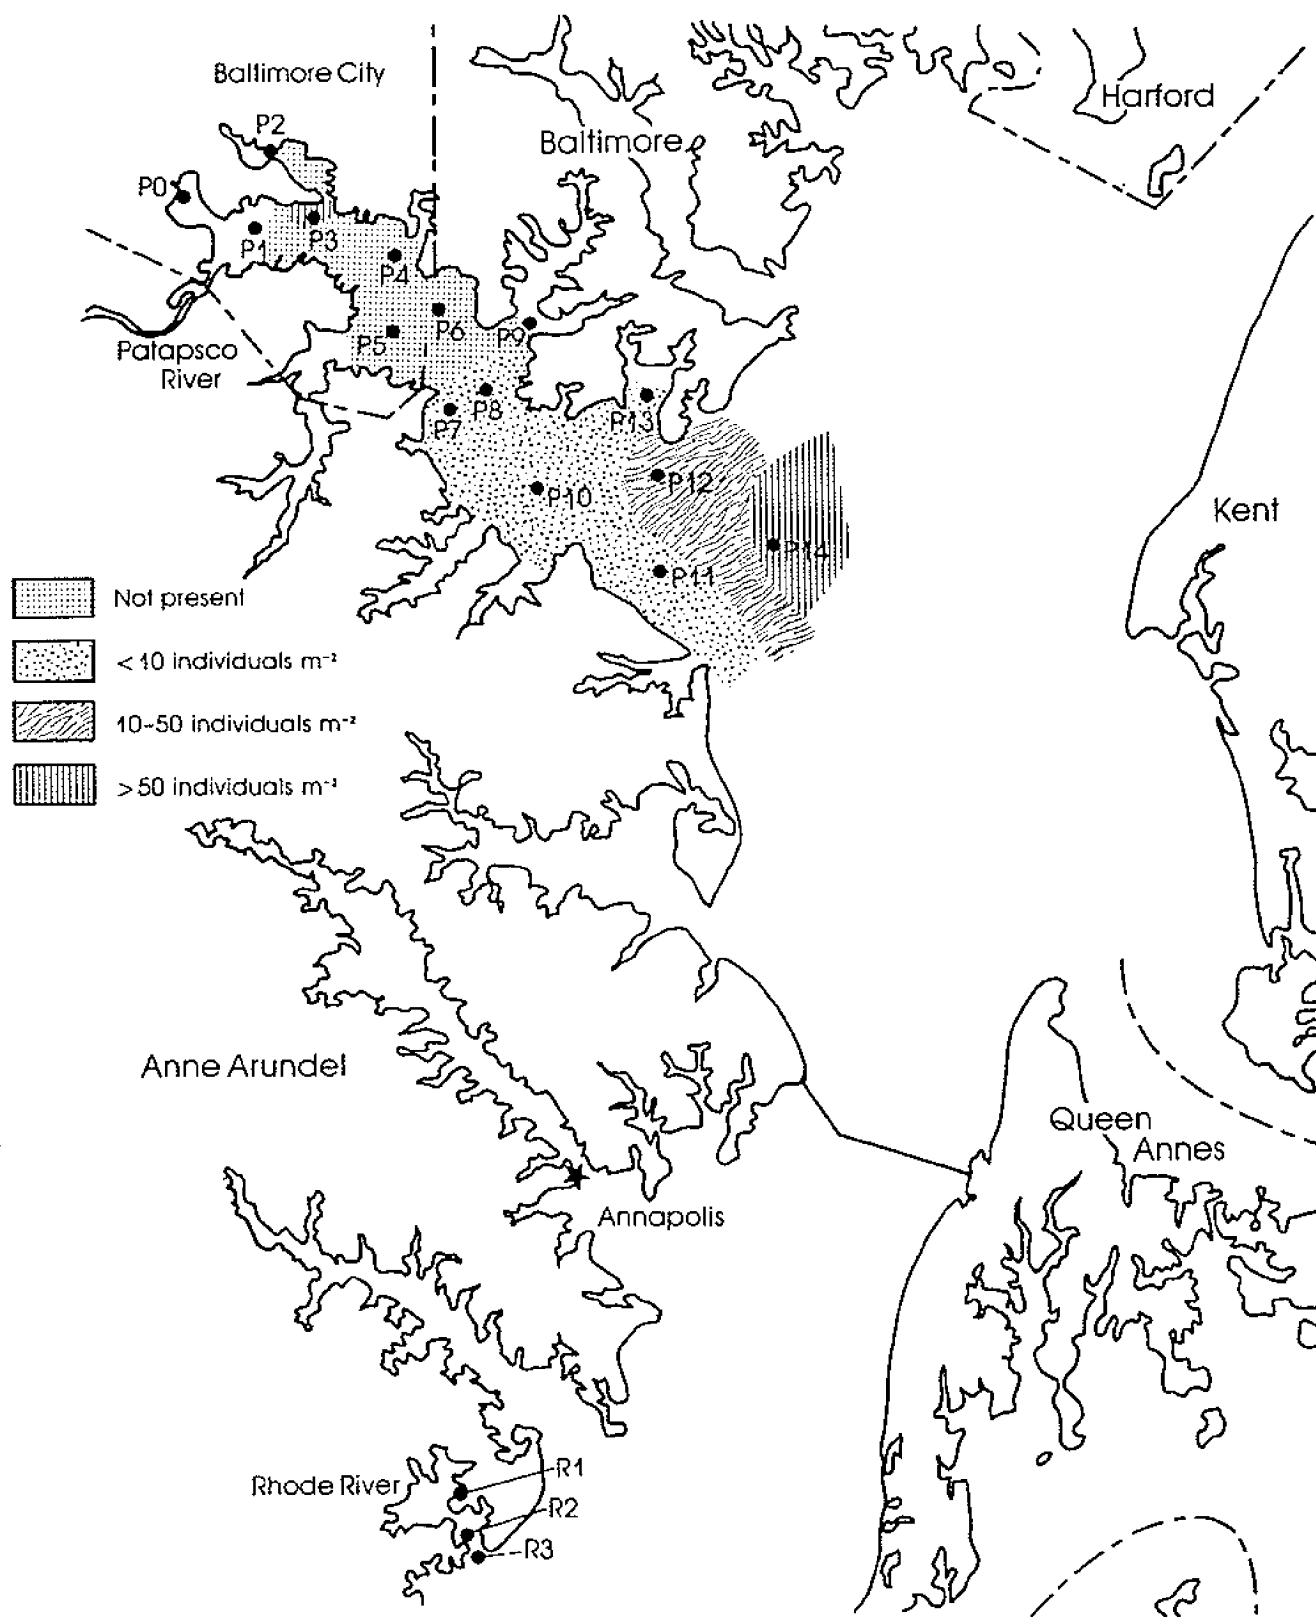 Baltimore City
Harford
P2
Baltimore
P0
P1
P3
P4
P6
P9
P5
Patapsco
River
P8
P7
P13
P12
P10
Kent
P14
P11
Not present
<10 individuals m⁻²
10-50 individuals m⁻²
>50 individuals m⁻²
Anne Arundel
Queen
Annes
Annapolis
R1
Rhode River
R2
R3